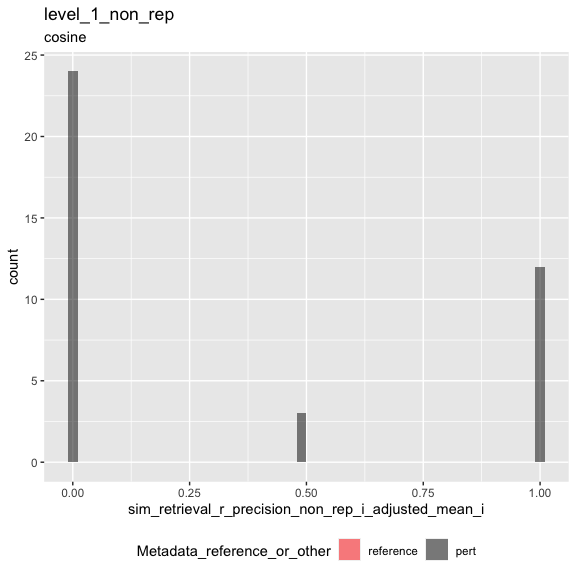 level_1_non_rep
cosine
25
20
15
10
5
0
count
0.00 0.25 0.50 0.75 1.00
sim_retrieval_r_precision_non_rep_i_adjusted_mean_i
Metadata_reference_or_other reference pert